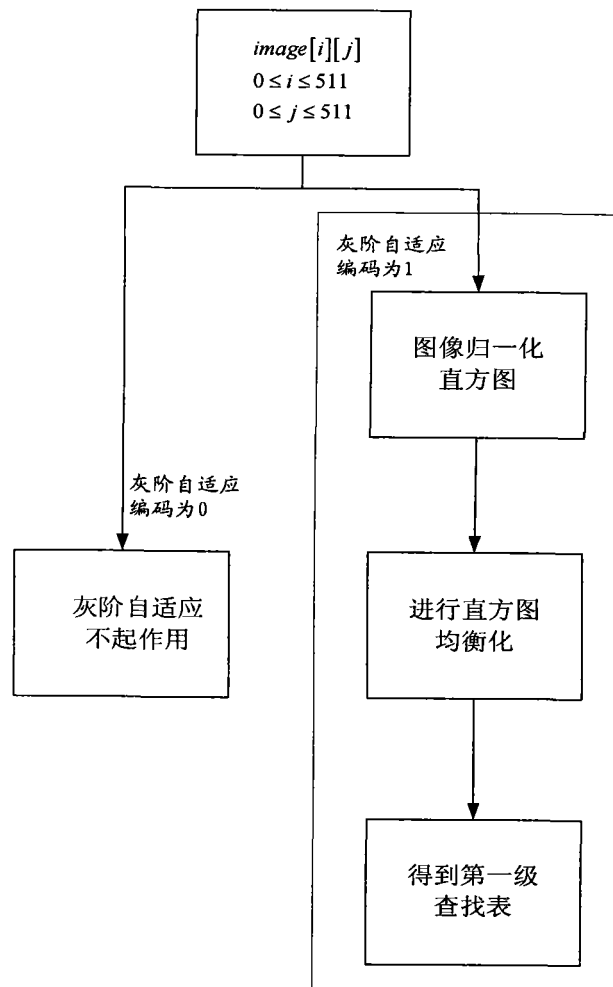 image[i][j]
0≤i≤511
0≤j≤511
灰阶自适应
编码为1
图像归一化
直方图
灰阶自适应
编码为0
灰阶自适应
不起作用
进行直方图
均衡化
得到第一级
查找表